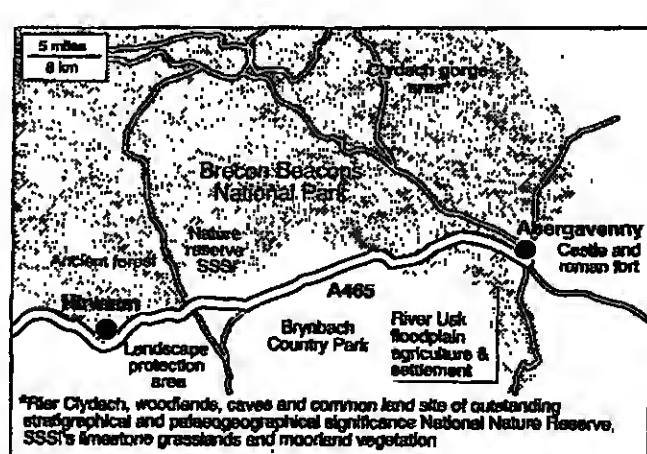 5 miles
8 km
Clydach gorge
area*
Brecon Beacons
National Park
Abergavenny
Castle and
roman fort
Nature
reserve
SSSI
Ancient forest
Hirwaun
A465
Landscape
protection
area
Brynbach
Country Park
River Usk
floodplain
agriculture &
settlement
*River Clydach, woodlands, caves and common land site of outstanding
stratigraphical and palaeogeographical significance National Nature Reserve,
SSSI's limestone grasslands and moorland vegetation